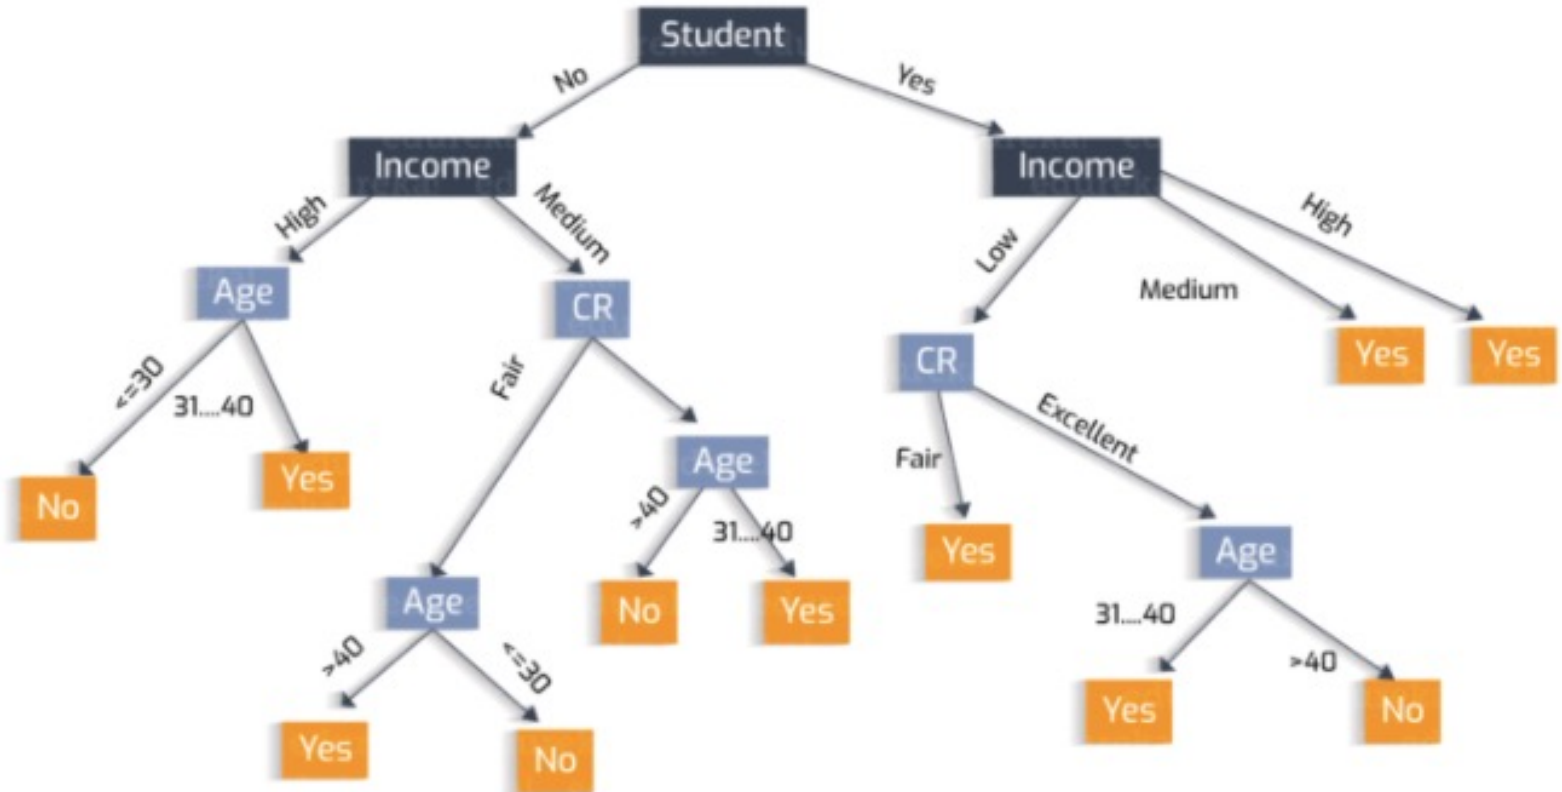 Student
No
Yes
Income
Income
High
Medium
Low
Medium
High
Age
CR
CR
Yes
Yes
<=30
31....40
Fair
Age
Fair
Excellent
No
Yes
>40
31....40
Yes
Age
Age
No
Yes
31....40
>40
>40
<=30
Yes
No
Yes
No